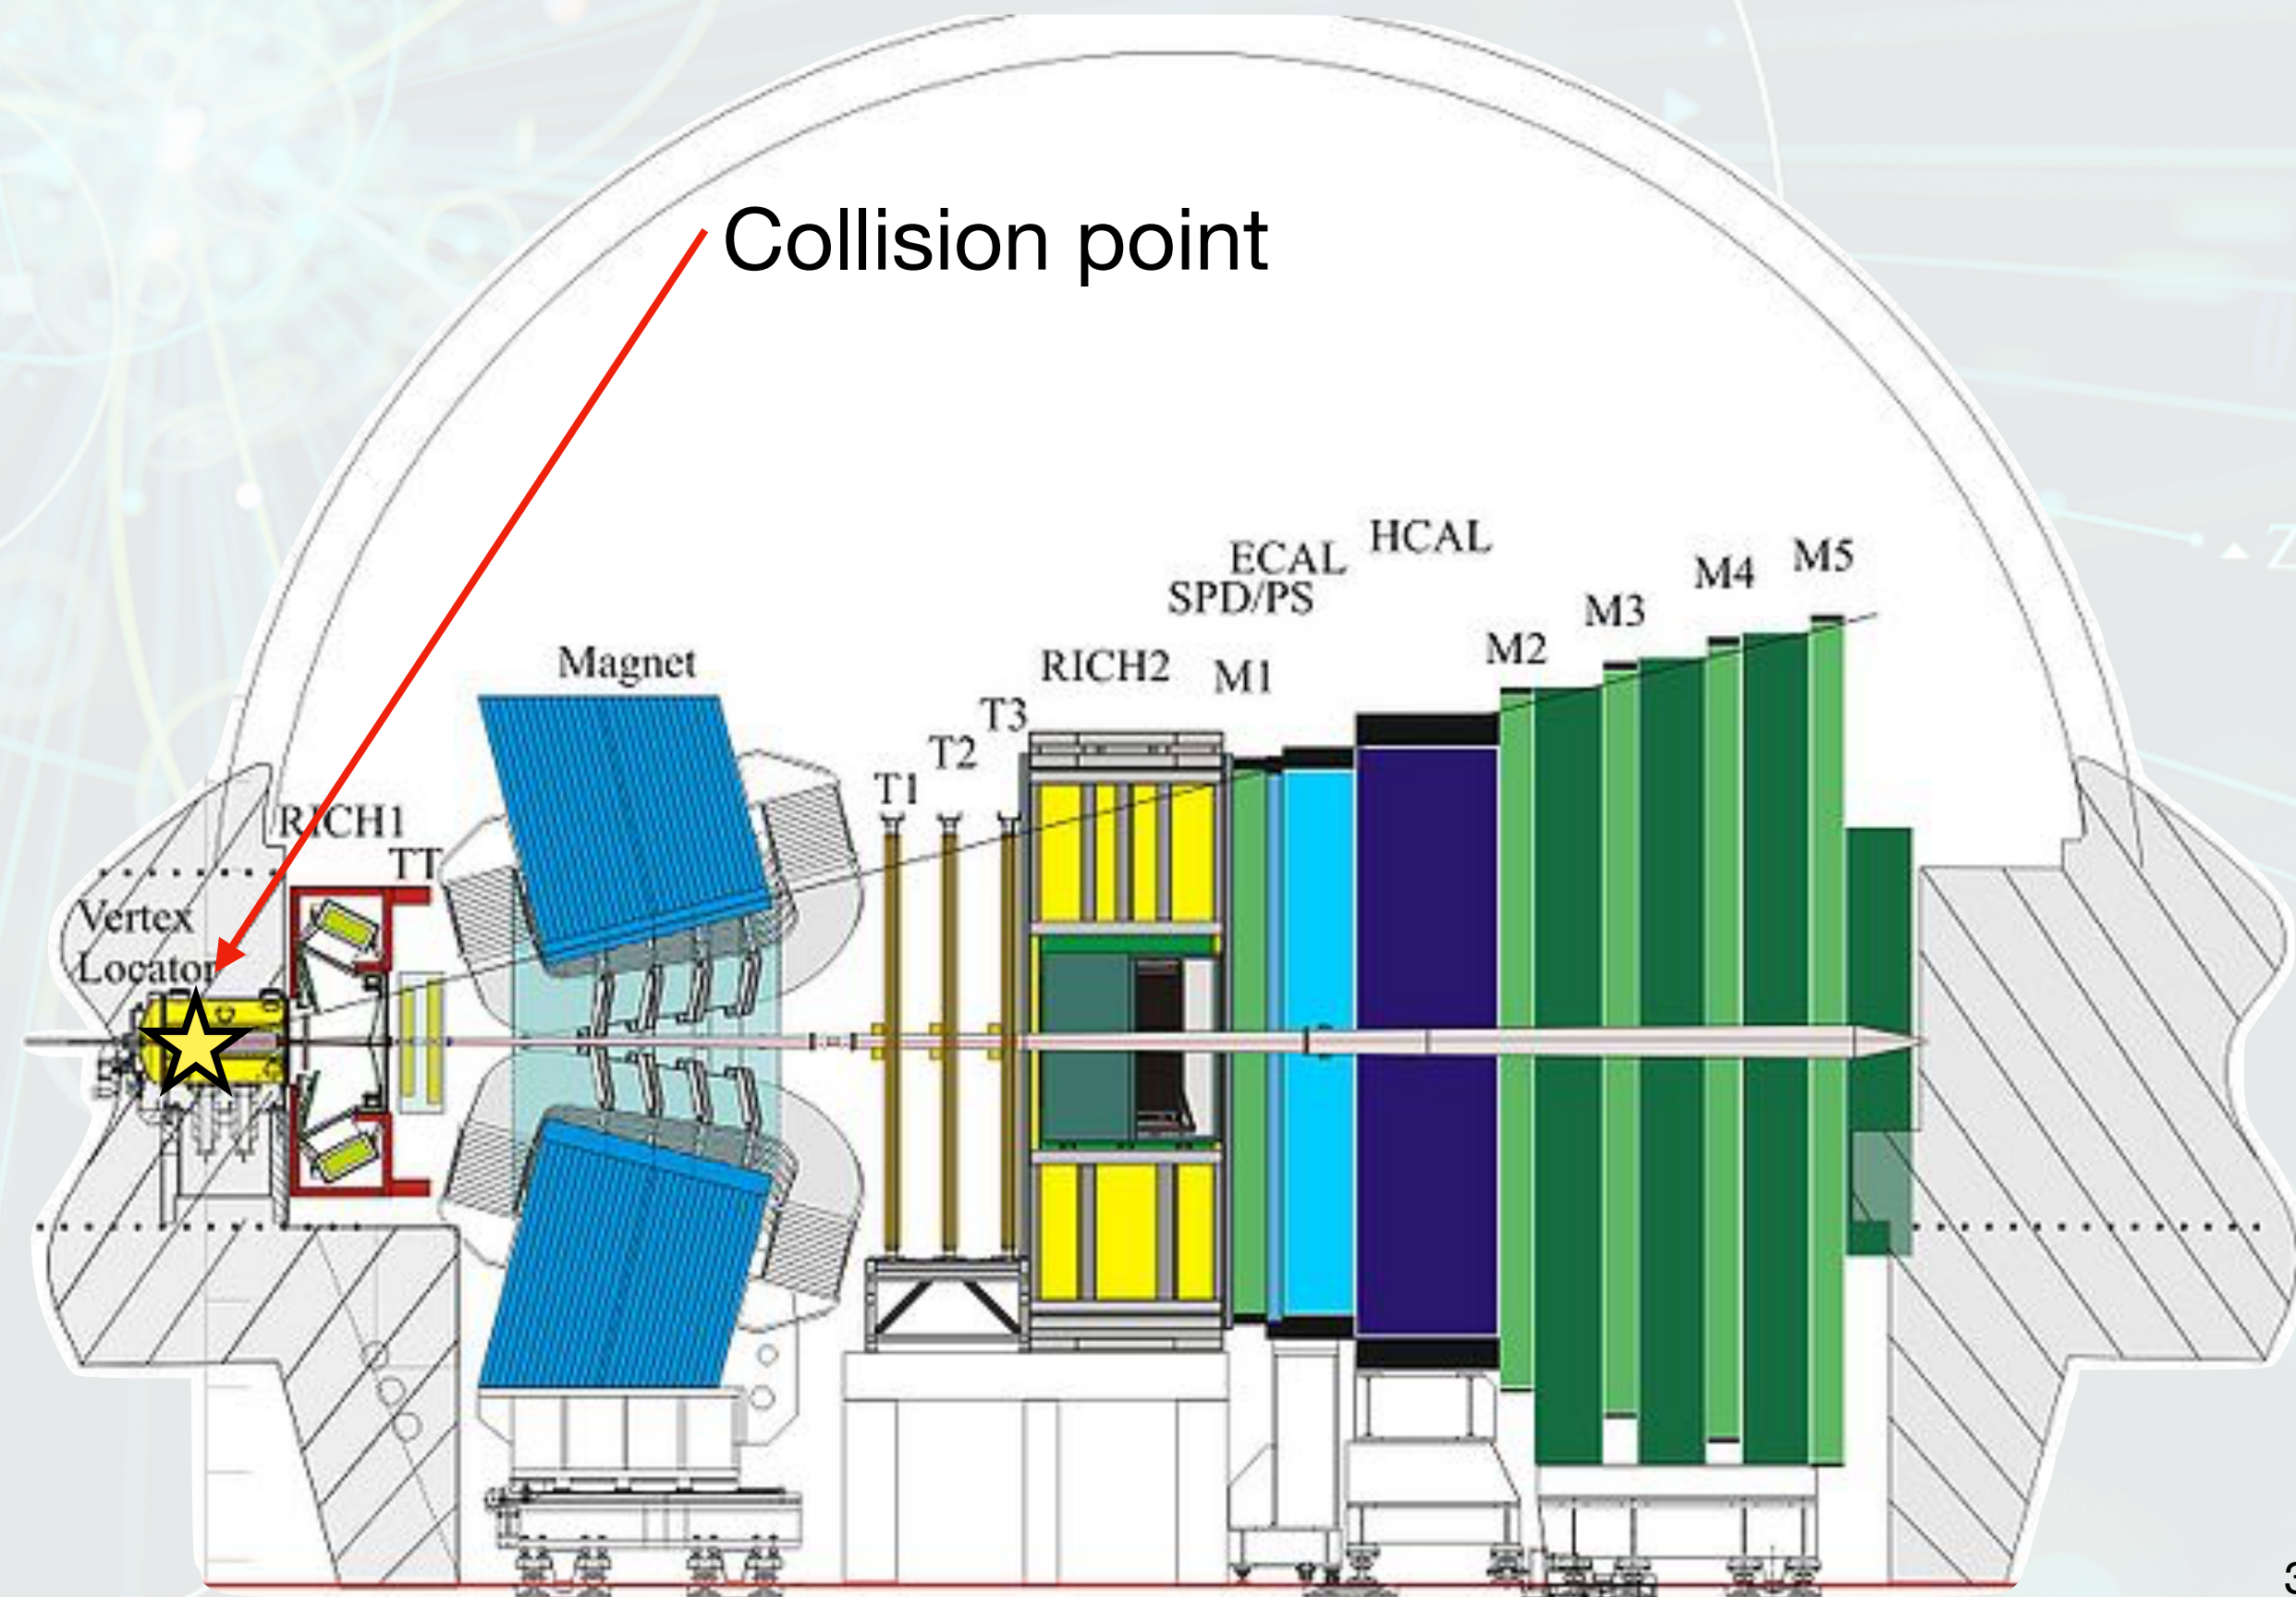 Collision point
HCAL
ECAL
SPD/PS
M5
M4
M3
M2
M1
RICH2
Magnet
T3
T2
T1
RICH1
TT
Vertex
Locator
Z
3